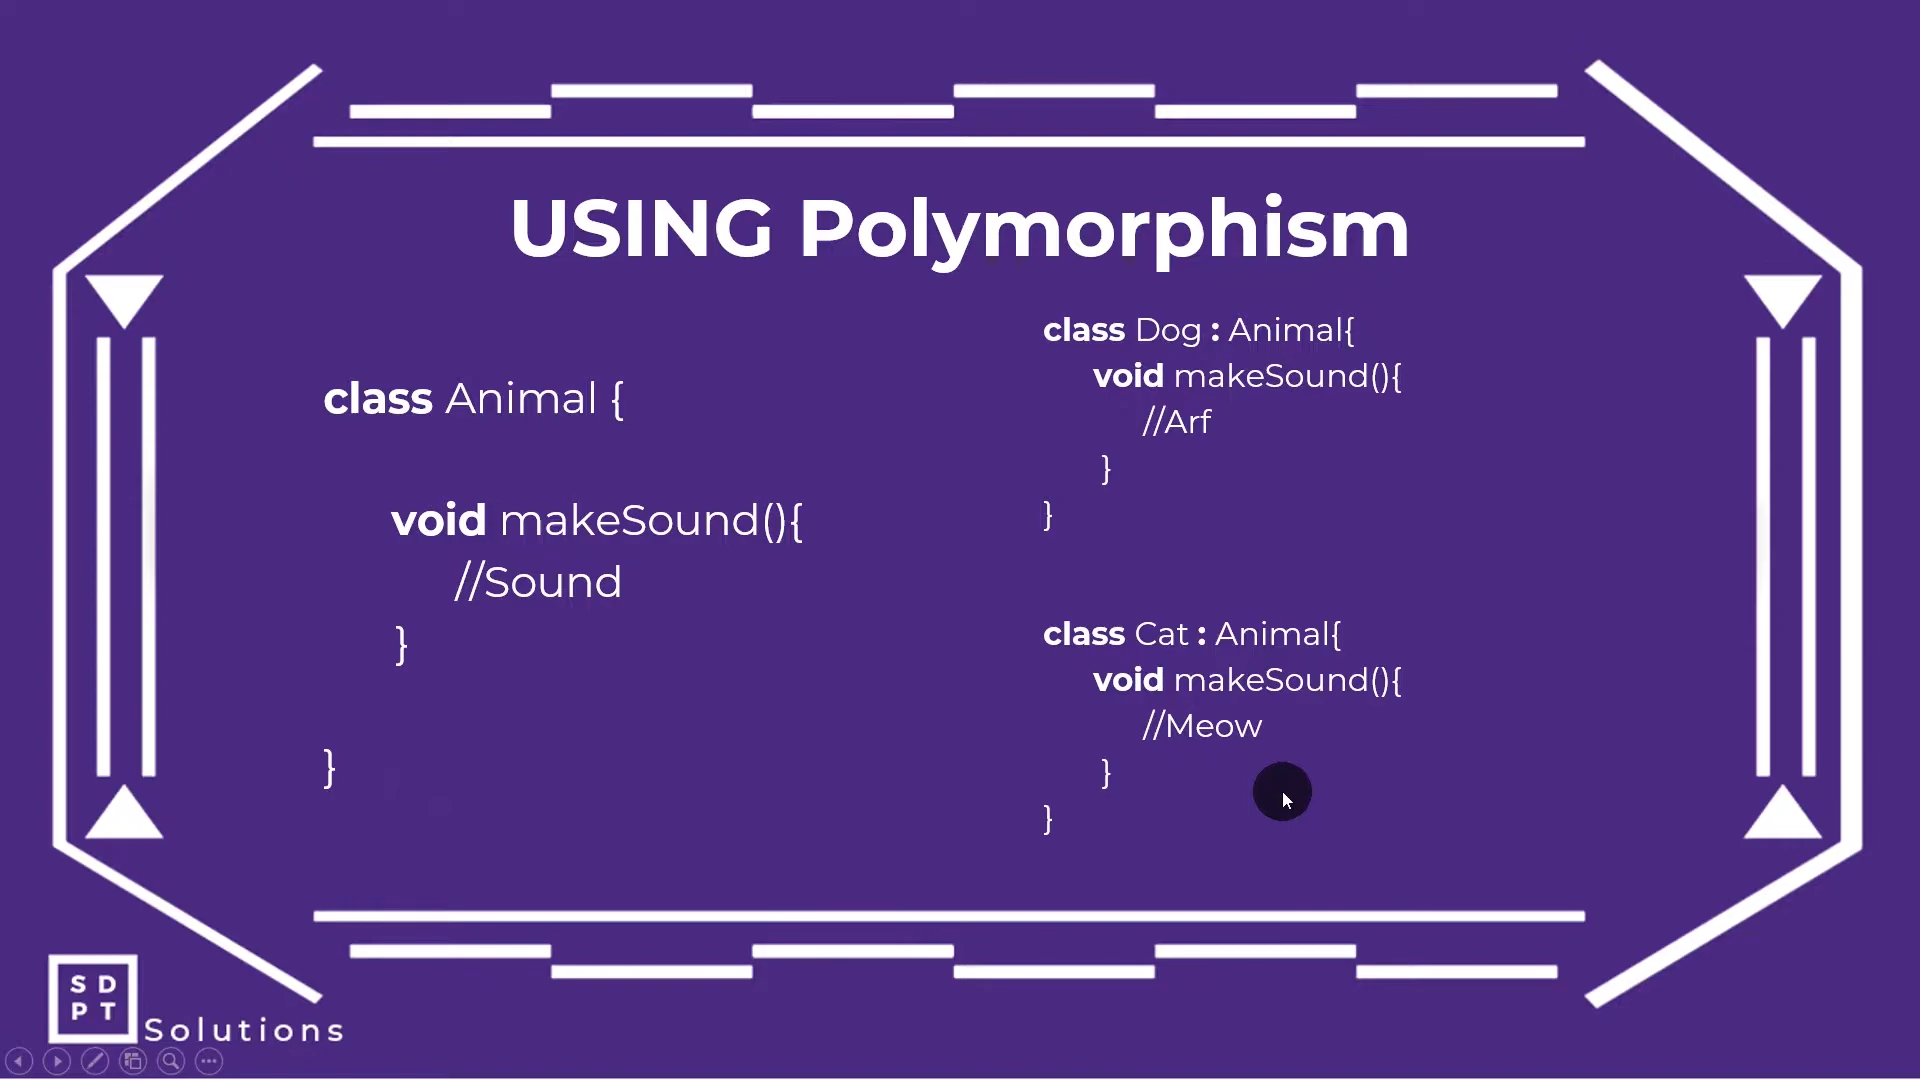 USING Polymorphism
class Animal {
void makeSound(){
//Sound
}
}
class Dog : Animal{
void makeSound(){
//Arf
}
}
class Cat : Animal{
void makeSound(){
//Meow
}
}
S D
P T
Solutions